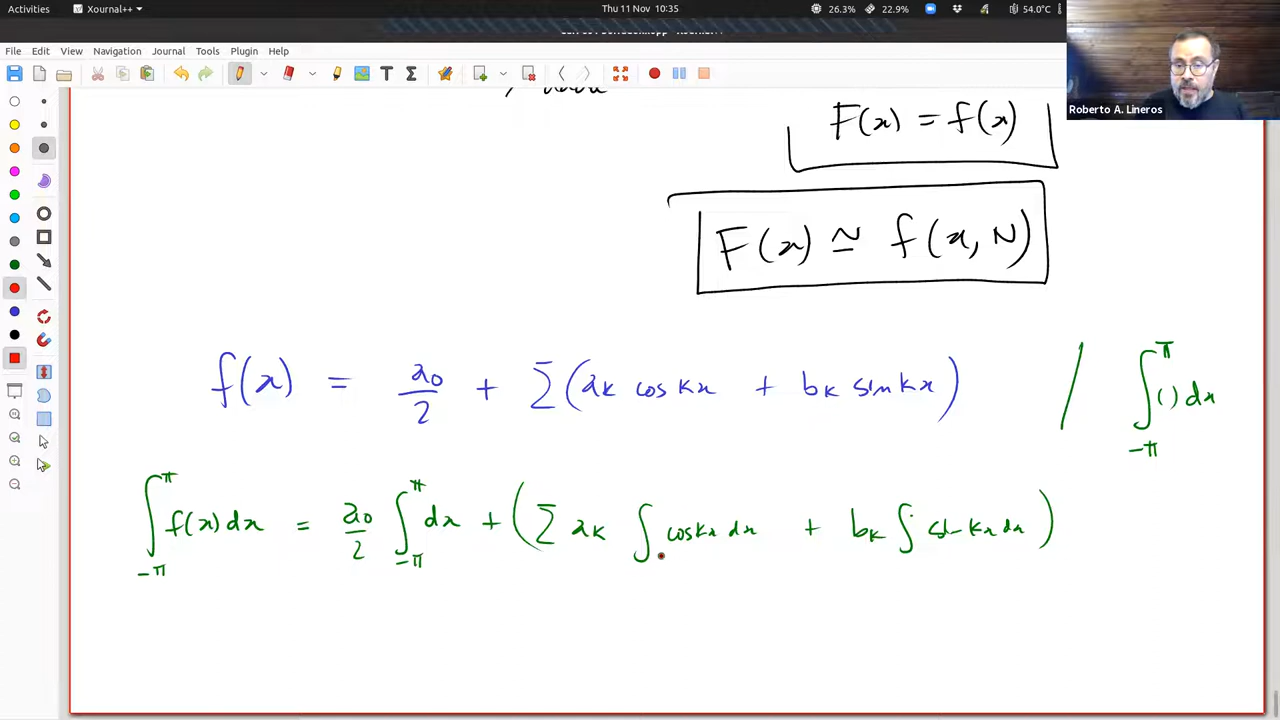 Activities Xournal++ Thu 11 Nov 10:35 26.3% 22.9% 54.0°C
File Edit View Navigation Journal Tools Plugin Help
Roberto A. Lineros
F(x) = f(x)
F(x) ≃ f(x, N)
f(x) = a₀/2 + Σ(aₖ cos kx + bₖ sin kx) / ∫_{-π}^{π} ( ) dx
∫_{-π}^{π} f(x) dx = a₀/2 ∫_{-π}^{π} dx + (Σ aₖ ∫ cos kx dx + bₖ ∫ sin kx dx)